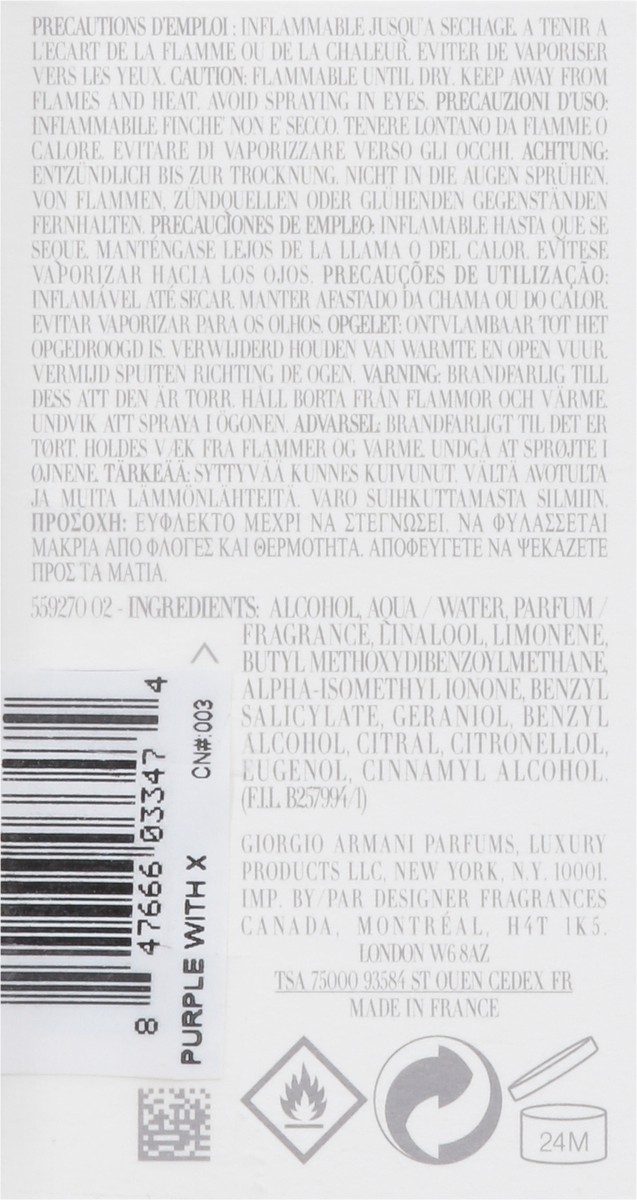 PRECAUTIONS D'EMPLOI : INFLAMMABLE JUSQU'A SECHAGE. A TENIR A
L'ECART DE LA FLAMME OU DE LA CHALEUR. EVITER DE VAPORISER
VERS LES YEUX. CAUTION: FLAMMABLE UNTIL DRY. KEEP AWAY FROM
FLAMES AND HEAT. AVOID SPRAYING IN EYES. PRECAUZIONI D'USO:
INFIAMMABILE FINCHE' NON E' SECCO. TENERE LONTANO DA FIAMME O
CALORE. EVITARE DI VAPORIZZARE VERSO GLI OCCHI. ACHTUNG:
ENTZÜNDLICH BIS ZUR TROCKNUNG. NICHT IN DIE AUGEN SPRÜHEN.
VON FLAMMEN, ZÜNDQUELLEN ODER GLÜHENDEN GEGENSTÄNDEN
FERNHALTEN. PRECAUCIONES DE EMPLEO: INFLAMABLE HASTA QUE SE
SEQUE. MANTÉNGASE LEJOS DE LA LLAMA O DEL CALOR. EVÍTESE
VAPORIZAR HACIA LOS OJOS. PRECAUÇÕES DE UTILIZAÇÃO:
INFLAMÁVEL ATÉ SECAR. MANTER AFASTADO DA CHAMA OU DO CALOR.
EVITAR VAPORIZAR PARA OS OLHOS. OPGELET: ONTVLAMBAAR TOT HET
OPGEDROOGD IS. VERWIJDERD HOUDEN VAN WARMTE EN OPEN VUUR.
VERMIJD SPUITEN RICHTING DE OGEN. VARNING: BRANDFARLIG TILL
DESS ATT DEN ÄR TORR. HÅLL BORTA FRÅN FLAMMOR OCH VÄRME.
UNDVIK ATT SPRAYA I ÖGONEN. ADVARSEL: BRANDFARLIGT TIL DET ER
TØRT. HOLDES VÆK FRA FLAMMER OG VARME. UNDGÅ AT SPRØJTE I
ØJNENE. TÄRKEÄÄ: SYTTYVÄÄ KUNNES KUIVUNUT. VÄLTÄ AVOTULTA
JA MUITA LÄMMÖNLÄHTEITÄ. VARO SUIHKUTTAMASTA SILMIIN.
ΠΡΟΣΟΧΗ: ΕΥΦΛΕΚΤΟ ΜΕΧΡΙ ΝΑ ΣΤΕΓΝΩΣΕΙ. ΝΑ ΦΥΛΑΣΣΕΤΑΙ
ΜΑΚΡΙΑ ΑΠΟ ΦΛΟΓΕΣ ΚΑΙ ΘΕΡΜΟΤΗΤΑ. ΑΠΟΦΕΥΓΕΤΕ ΝΑ ΨΕΚΑΖΕΤΕ
ΠΡΟΣ ΤΑ ΜΑΤΙΑ.
559270 02 - INGREDIENTS: ALCOHOL, AQUA / WATER, PARFUM /
FRAGRANCE, LINALOOL, LIMONENE,
BUTYL METHOXYDIBENZOYLMETHANE,
ALPHA-ISOMETHYL IONONE, BENZYL
SALICYLATE, GERANIOL, BENZYL
ALCOHOL, CITRAL, CITRONELLOL,
EUGENOL, CINNAMYL ALCOHOL.
(F.I.L. B257994/1)
GIORGIO ARMANI PARFUMS, LUXURY
PRODUCTS LLC, NEW YORK, N.Y. 10001.
IMP. BY/PAR DESIGNER FRAGRANCES
CANADA, MONTRÉAL, H4T 1K5.
LONDON W6 8AZ
TSA 75000 93584 ST OUEN CEDEX FR
MADE IN FRANCE
8 47666 03347 4
CN#:003
PURPLE WITH X
24M